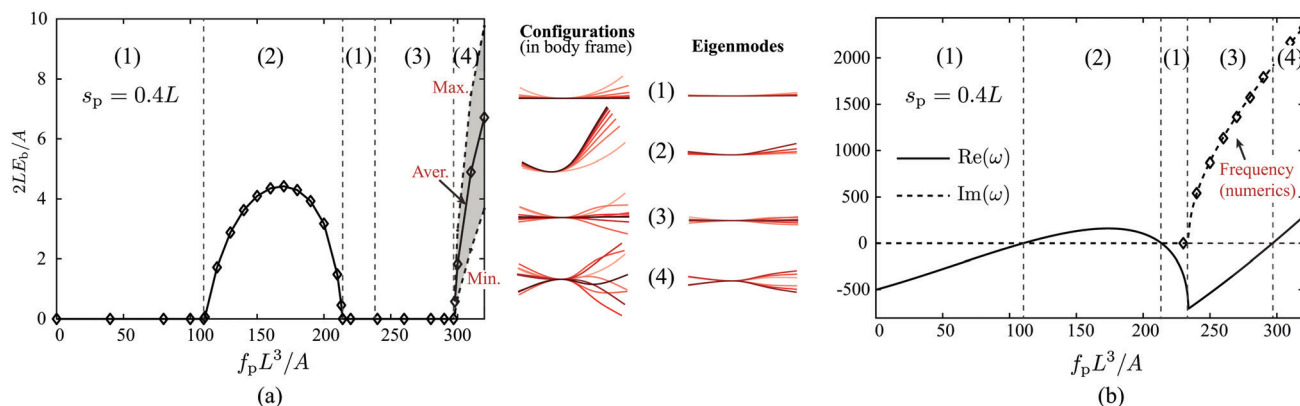 10
8
6
4
2
0
2LE_b/A
(1)
(2)
(1)
(3)
(4)
s_p = 0.4L
Max.
Aver.
Min.
0
50
100
150
200
250
300
f_pL^3/A
(a)
Configurations
(in body frame)
Eigenmodes
(1)
(2)
(3)
(4)
2000
1500
1000
500
0
-500
(1)
(2)
(1)
(3)
(4)
s_p = 0.4L
Re(ω)
Im(ω)
Frequency
(numerics)
0
50
100
150
200
250
300
f_pL^3/A
(b)